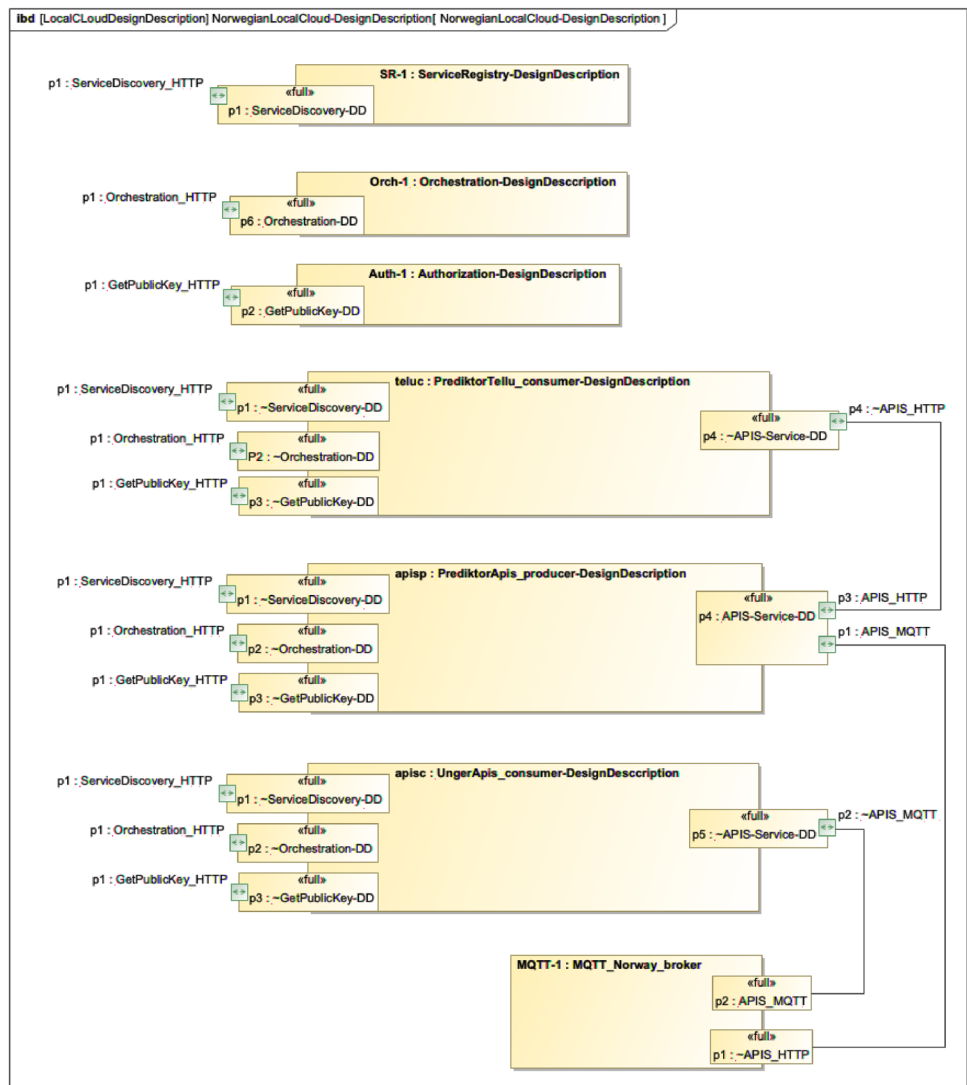 ibd [LocalCLoudDesignDescription] NorwegianLocalCloud-DesignDescription[ NorwegianLocalCloud-DesignDescription ]
SR-1 : ServiceRegistry-DesignDescription
p1 : ServiceDiscovery_HTTP
«full»
p1 : ServiceDiscovery-DD
Orch-1 : Orchestration-DesignDesccription
p1 : Orchestration_HTTP
«full»
p6 : Orchestration-DD
Auth-1 : Authorization-DesignDescription
p1 : GetPublicKey_HTTP
«full»
p2 : GetPublicKey-DD
teluc : PrediktorTellu_consumer-DesignDescription
p1 : ServiceDiscovery_HTTP
«full»
p1 : ~ServiceDiscovery-DD
p1 : Orchestration_HTTP
«full»
P2 : ~Orchestration-DD
p1 : GetPublicKey_HTTP
«full»
p3 : ~GetPublicKey-DD
«full»
p4 : ~APIS-Service-DD
p4 : ~APIS_HTTP
apisp : PrediktorApis_producer-DesignDescription
p1 : ServiceDiscovery_HTTP
«full»
p1 : ~ServiceDiscovery-DD
p1 : Orchestration_HTTP
«full»
p2 : ~Orchestration-DD
p1 : GetPublicKey_HTTP
«full»
p3 : ~GetPublicKey-DD
«full»
p4 : APIS-Service-DD
p3 : APIS_HTTP
p1 : APIS_MQTT
apisc : UngerApis_consumer-DesignDesccription
p1 : ServiceDiscovery_HTTP
«full»
p1 : ~ServiceDiscovery-DD
p1 : Orchestration_HTTP
«full»
p2 : ~Orchestration-DD
p1 : GetPublicKey_HTTP
«full»
p3 : ~GetPublicKey-DD
«full»
p5 : ~APIS-Service-DD
p2 : ~APIS_MQTT
MQTT-1 : MQTT_Norway_broker
«full»
p2 : APIS_MQTT
«full»
p1 : ~APIS_HTTP